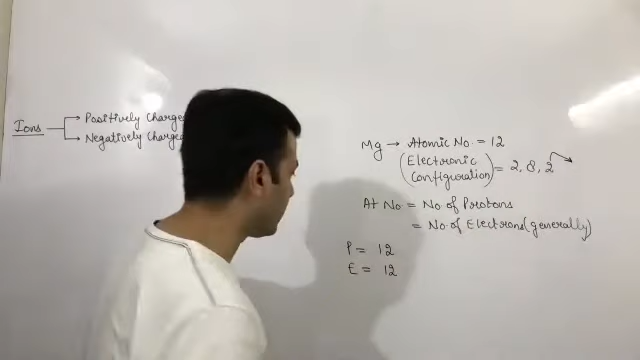 Ions → Positively Charge
→ Negatively Charge
Mg → Atomic No. = 12
(Electronic Configuration) = 2, 8, 2
At No = No of Protons
= No. of Electrons (generally)
P = 12
E = 12